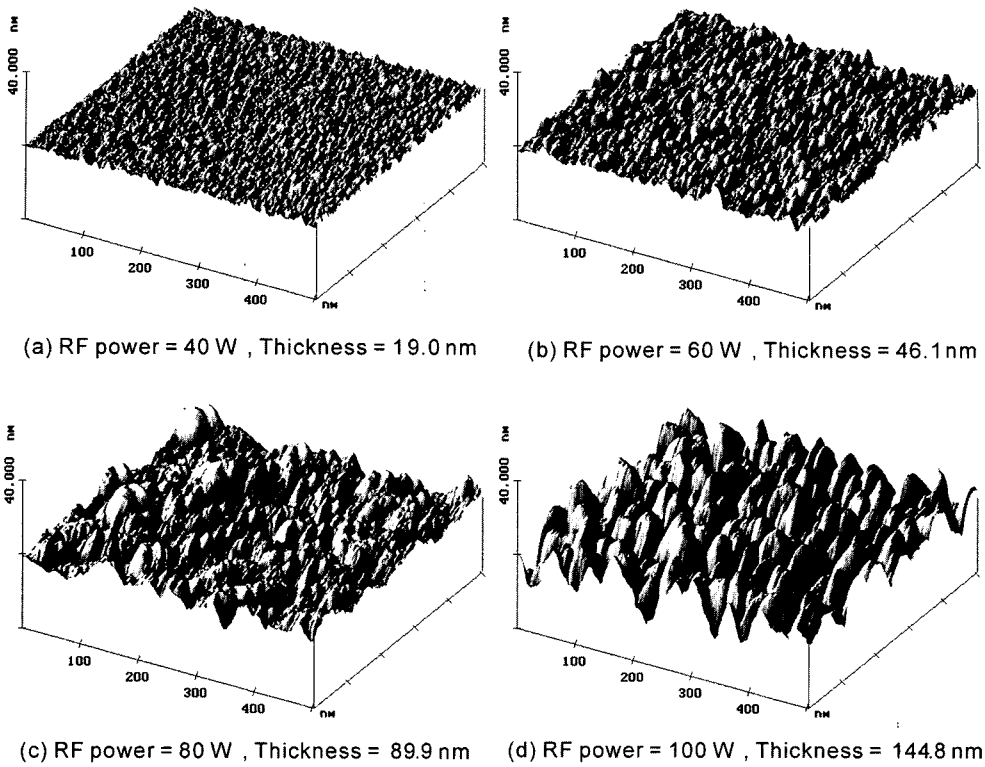 nm
40.000
100
200
300
400
nm
(a) RF power = 40 W , Thickness = 19.0 nm
nm
40.000
100
200
300
400
nm
(b) RF power = 60 W , Thickness = 46.1 nm
nm
40.000
100
200
300
400
nm
(c) RF power = 80 W , Thickness = 89.9 nm
nm
40.000
100
200
300
400
nm
(d) RF power = 100 W , Thickness = 144.8 nm